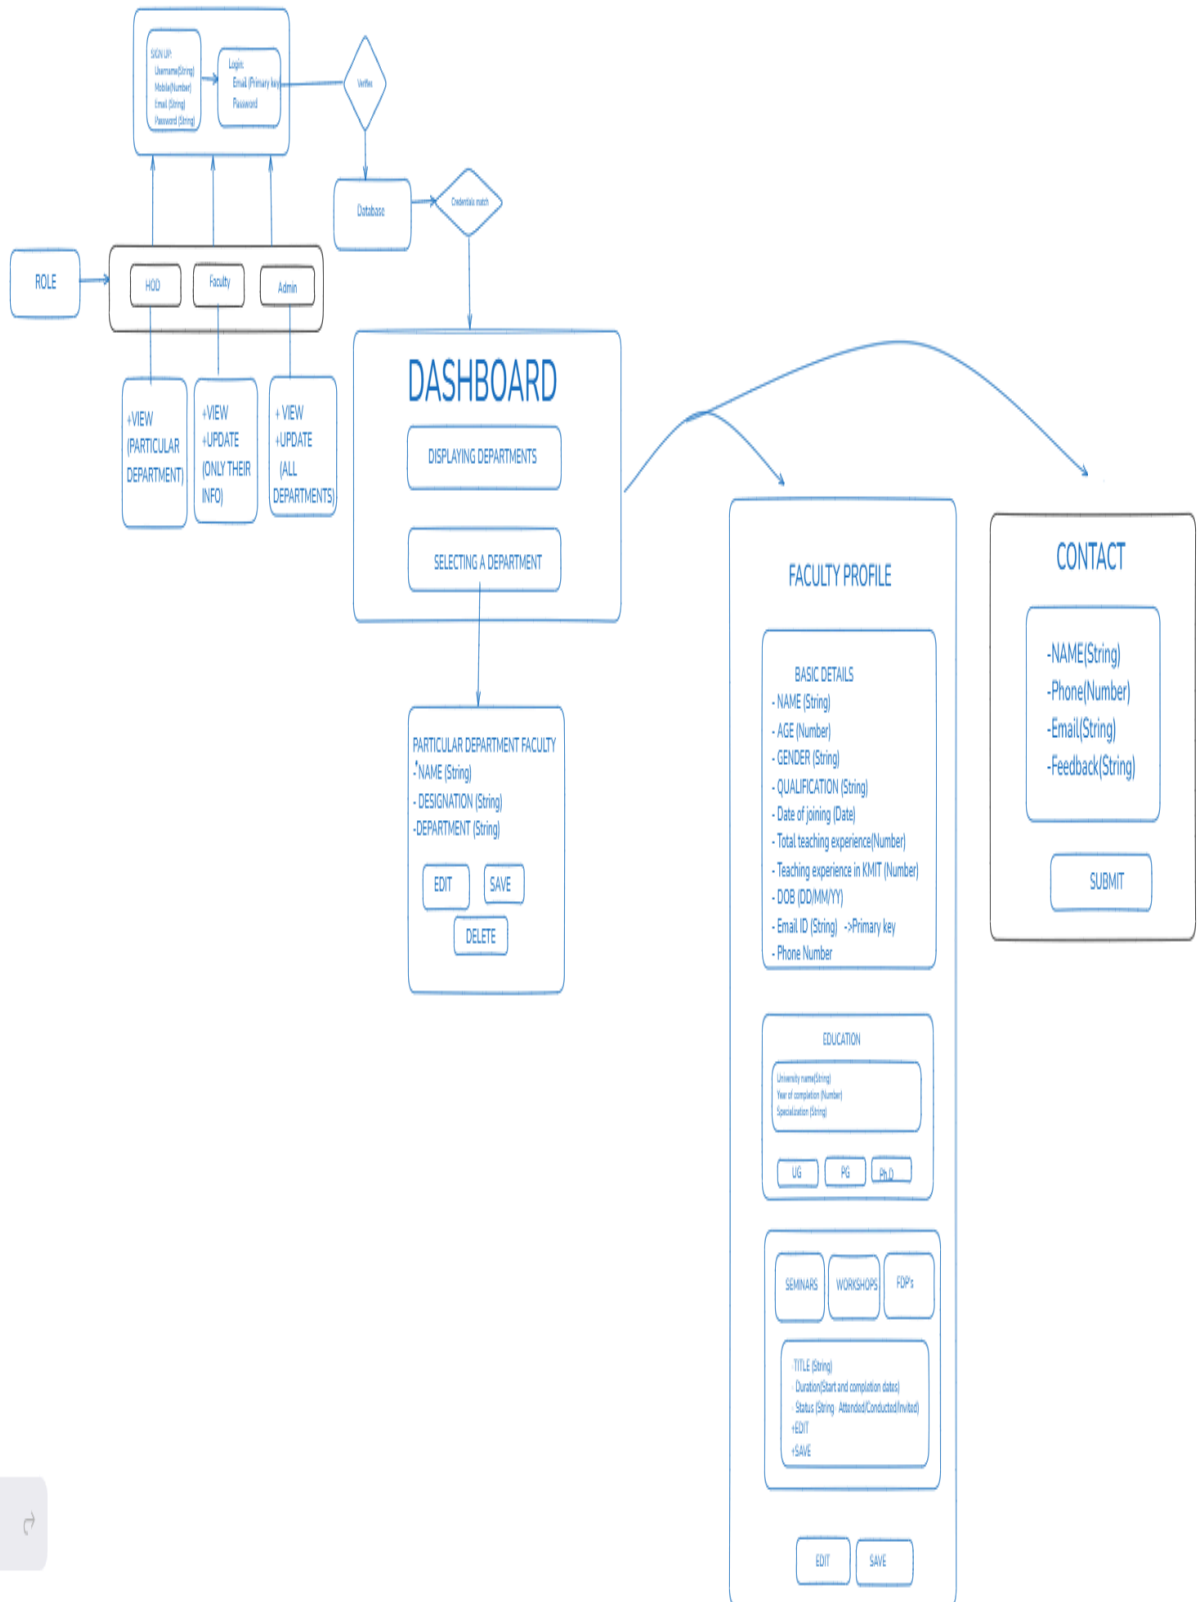 SIGN UP:
Username(String)
Mobile(Number)
Email (String)
Password (String)
Login:
Email (Primary key)
Password
Verifies
Database
Credentials match
ROLE
HOD
Faculty
Admin
+VIEW
(PARTICULAR
DEPARTMENT)
+VIEW
+UPDATE
(ONLY THEIR
INFO)
+ VIEW
+UPDATE
(ALL
DEPARTMENTS)
DASHBOARD
DISPLAYING DEPARTMENTS
SELECTING A DEPARTMENT
PARTICULAR DEPARTMENT FACULTY
-NAME (String)
- DESIGNATION (String)
-DEPARTMENT (String)
EDIT
SAVE
DELETE
FACULTY PROFILE
BASIC DETAILS
- NAME (String)
- AGE (Number)
- GENDER (String)
- QUALIFICATION (String)
- Date of joining (Date)
- Total teaching experience(Number)
- Teaching experience in KMIT (Number)
- DOB (DD/MM/YY)
- Email ID (String) ->Primary key
- Phone Number
EDUCATION
University name(String)
Year of completion (Number)
Specialization (String)
UG
PG
Ph.D
SEMINARS
WORKSHOPS
FDP's
-TITLE (String)
- Duration(Start and completion dates)
- Status (String- Attended/Conducted/Invited)
+EDIT
+SAVE
EDIT
SAVE
CONTACT
-NAME(String)
-Phone(Number)
-Email(String)
-Feedback(String)
SUBMIT